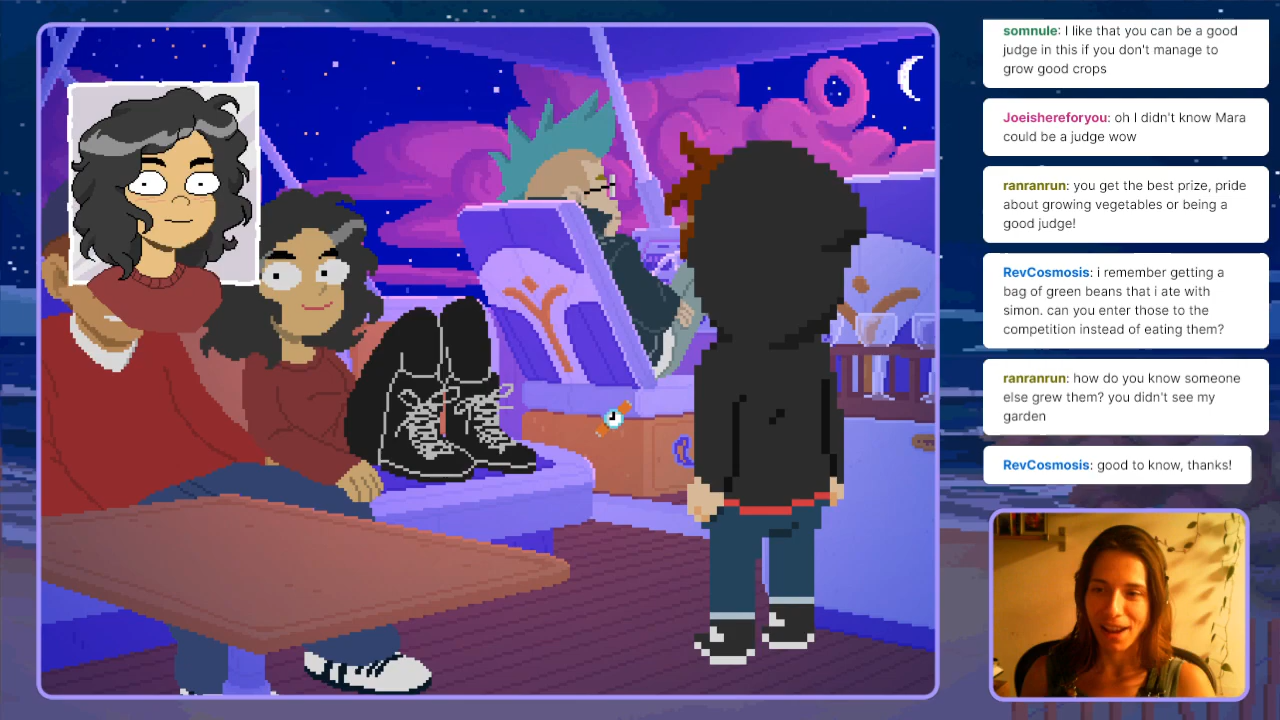 somnule: I like that you can be a good
judge in this if you don't manage to
grow good crops
Joeishereforyou: oh I didn't know Mara
could be a judge wow
ranranrun: you get the best prize, pride
about growing vegetables or being a
good judge!
RevCosmosis: i remember getting a
bag of green beans that i ate with
simon. can you enter those to the
competition instead of eating them?
ranranrun: how do you know someone
else grew them? you didn't see my
garden
RevCosmosis: good to know, thanks!